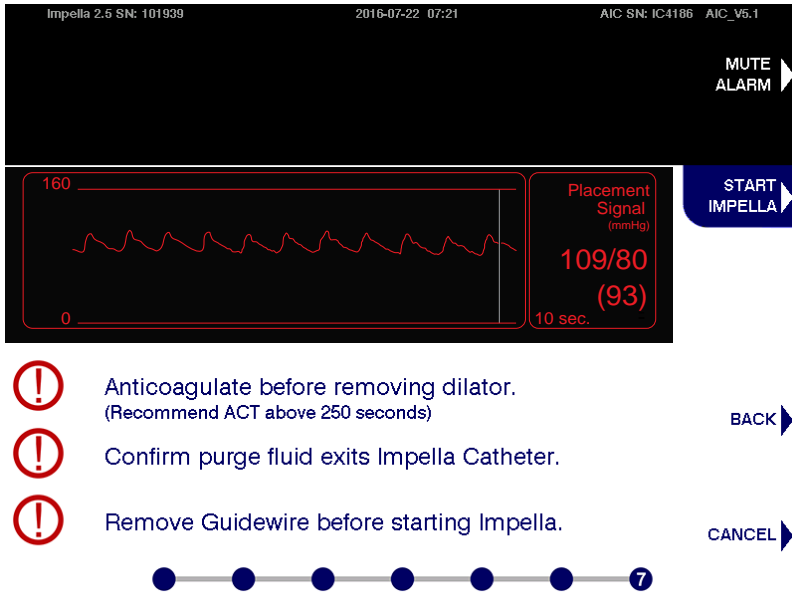 Impella 2.5 SN: 101939 2016-07-22 07:21 AIC SN: IC4186 AIC_V5.1
MUTE
ALARM
160
0
Placement
Signal
(mmHg)
109/80
(93)
10 sec.
START
IMPELLA
!
Anticoagulate before removing dilator.
(Recommend ACT above 250 seconds)
BACK
!
Confirm purge fluid exits Impella Catheter.
!
Remove Guidewire before starting Impella.
CANCEL
7